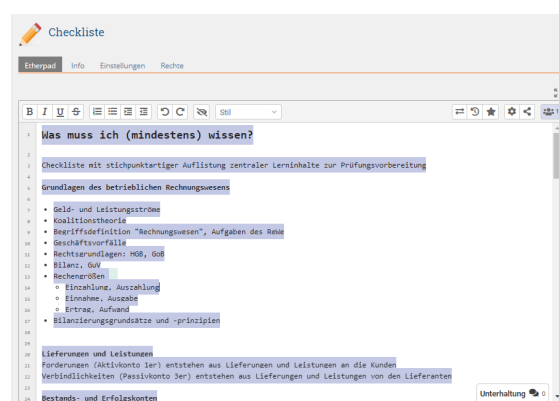 Checkliste
Etherpad Info Einstellungen Rechte
B I U S Stil
1 Was muss ich (mindestens) wissen?
2
3 Checkliste mit stichpunktartiger Auflistung zentraler Lerninhalte zur Prüfungsvorbereitung
4
5 Grundlagen des betrieblichen Rechnungswesens
6
7 • Geld- und Leistungsströme
8 • Koalitionstheorie
9 • Begriffsdefinition "Rechnungswesen", Aufgaben des ReWe
10 • Geschäftsvorfälle
11 • Rechtsgrundlagen: HGB, GoB
12 • Bilanz, GuV
13 • Rechengrößen
14 o Einzahlung, Auszahlung
15 o Einnahme, Ausgabe
16 o Ertrag, Aufwand
17 • Bilanzierungsgrundsätze und -prinzipien
18
19
20 Lieferungen und Leistungen
21 Forderungen (Aktivkonto 1er) entstehen aus Lieferungen und Leistungen an die Kunden
22 Verbindlichkeiten (Passivkonto 3er) entstehen aus Lieferungen und Leistungen von den Lieferanten
23
24 Bestands- und Erfolgskonten
Unterhaltung 0